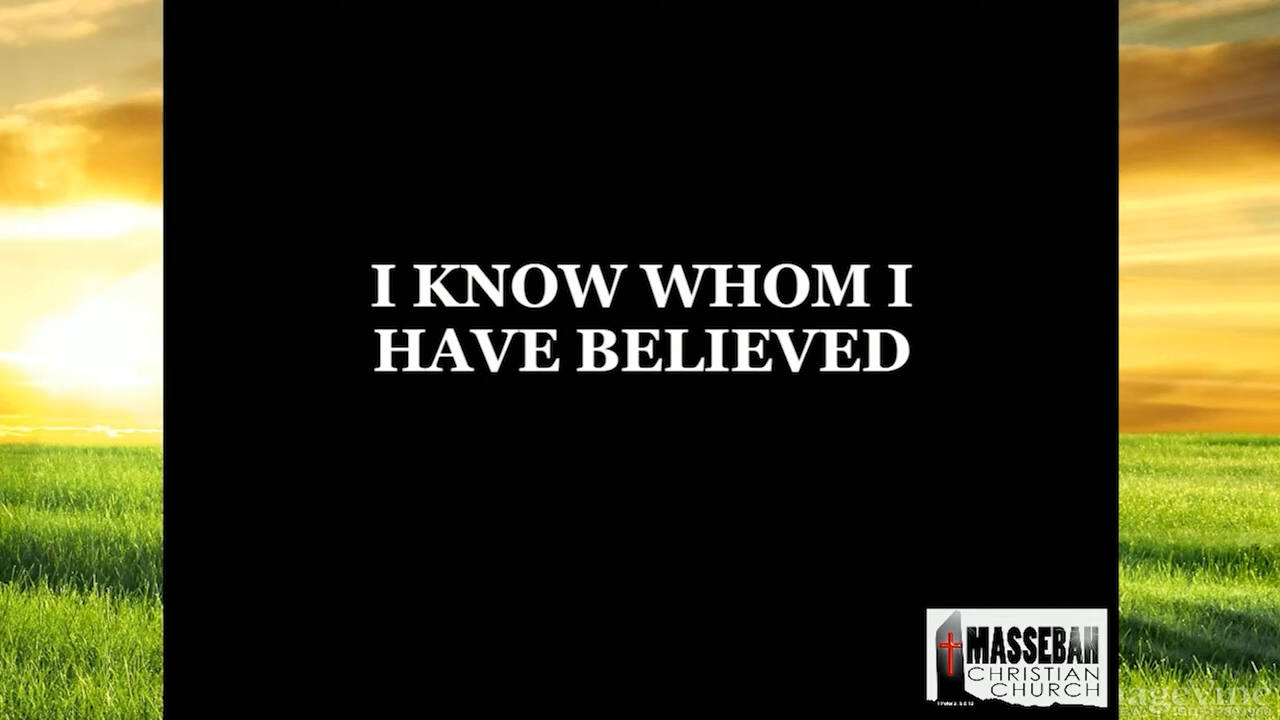 I KNOW WHOM I
HAVE BELIEVED
MASSEBAH
CHRISTIAN
CHURCH